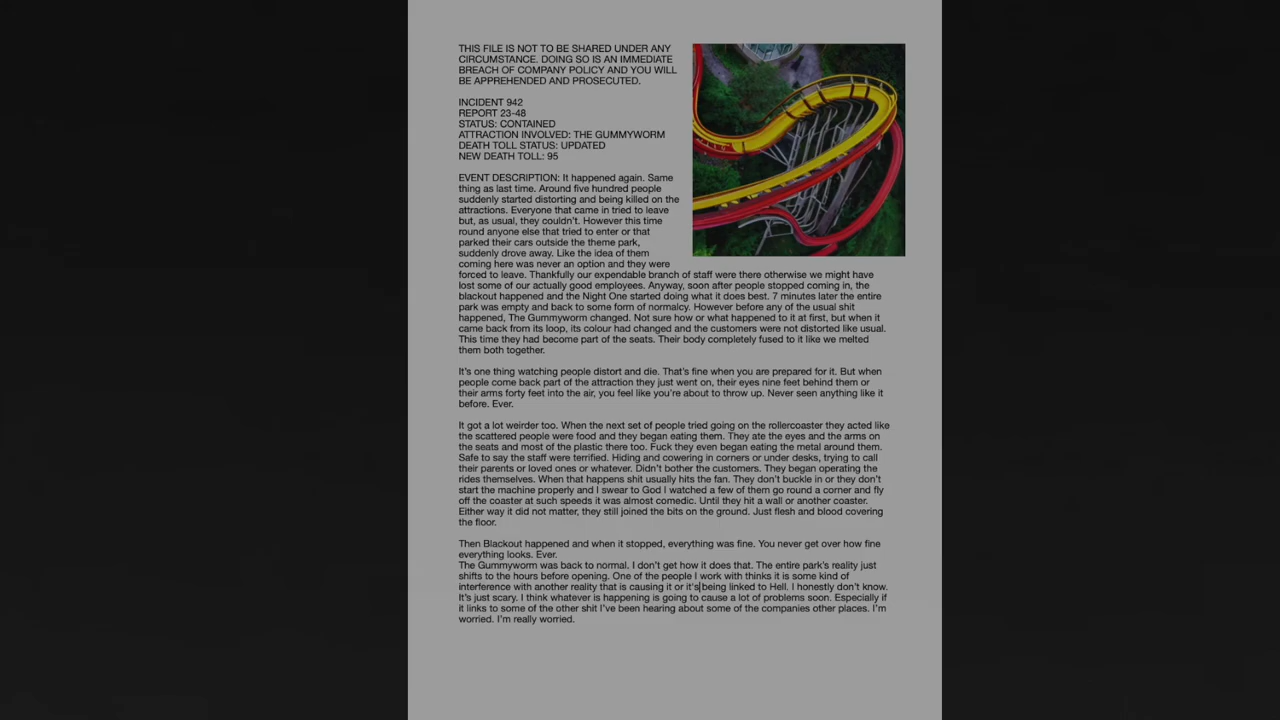 THIS FILE IS NOT TO BE SHARED UNDER ANY
CIRCUMSTANCE. DOING SO IS AN IMMEDIATE
BREACH OF COMPANY POLICY AND YOU WILL
BE APPREHENDED AND PROSECUTED.
INCIDENT 942
REPORT 23-48
STATUS: CONTAINED
ATTRACTION INVOLVED: THE GUMMYWORM
DEATH TOLL STATUS: UPDATED
NEW DEATH TOLL: 95
EVENT DESCRIPTION: It happened again. Same
thing as last time. Around five hundred people
suddenly started distorting and being killed on the
attractions. Everyone that came in tried to leave
but, as usual, they couldn't. However this time
round anyone else that tried to enter or that
parked their cars outside the theme park,
suddenly drove away. Like the idea of them
coming here was never an option and they were
forced to leave. Thankfully our expendable branch of staff were there otherwise we might have
lost some of our actually good employees. Anyway, soon after people stopped coming in, the
blackout happened and the Night One started doing what it does best. 7 minutes later the entire
park was empty and back to some form of normalcy. However before any of the usual shit
happened, The Gummyworm changed. Not sure how or what happened to it at first, but when it
came back from its loop, its colour had changed and the customers were not distorted like usual.
This time they had become part of the seats. Their body completely fused to it like we melted
them both together.
It's one thing watching people distort and die. That's fine when you are prepared for it. But when
people come back part of the attraction they just went on, their eyes nine feet behind them or
their arms forty feet into the air, you feel like you're about to throw up. Never seen anything like it
before. Ever.
It got a lot weirder too. When the next set of people tried going on the rollercoaster they acted like
the scattered people were food and they began eating them. They ate the eyes and the arms on
the seats and most of the plastic there too. Fuck they even began eating the metal around them.
Safe to say the staff were terrified. Hiding and cowering in corners or under desks, trying to call
their parents or loved ones or whatever. Didn't bother the customers. They began operating the
rides themselves. When that happens shit usually hits the fan. They don't buckle in or they don't
start the machine properly and I swear to God I watched a few of them go round a corner and fly
off the coaster at such speeds it was almost comedic. Until they hit a wall or another coaster.
Either way it did not matter, they still joined the bits on the ground. Just flesh and blood covering
the floor.
Then Blackout happened and when it stopped, everything was fine. You never get over how fine
everything looks. Ever.
The Gummyworm was back to normal. I don't get how it does that. The entire park's reality just
shifts to the hours before opening. One of the people I work with thinks it is some kind of
interference with another reality that is causing it or it's being linked to Hell. I honestly don't know.
It's just scary. I think whatever is happening is going to cause a lot of problems soon. Especially if
it links to some of the other shit I've been hearing about some of the companies other places. I'm
worried. I'm really worried.